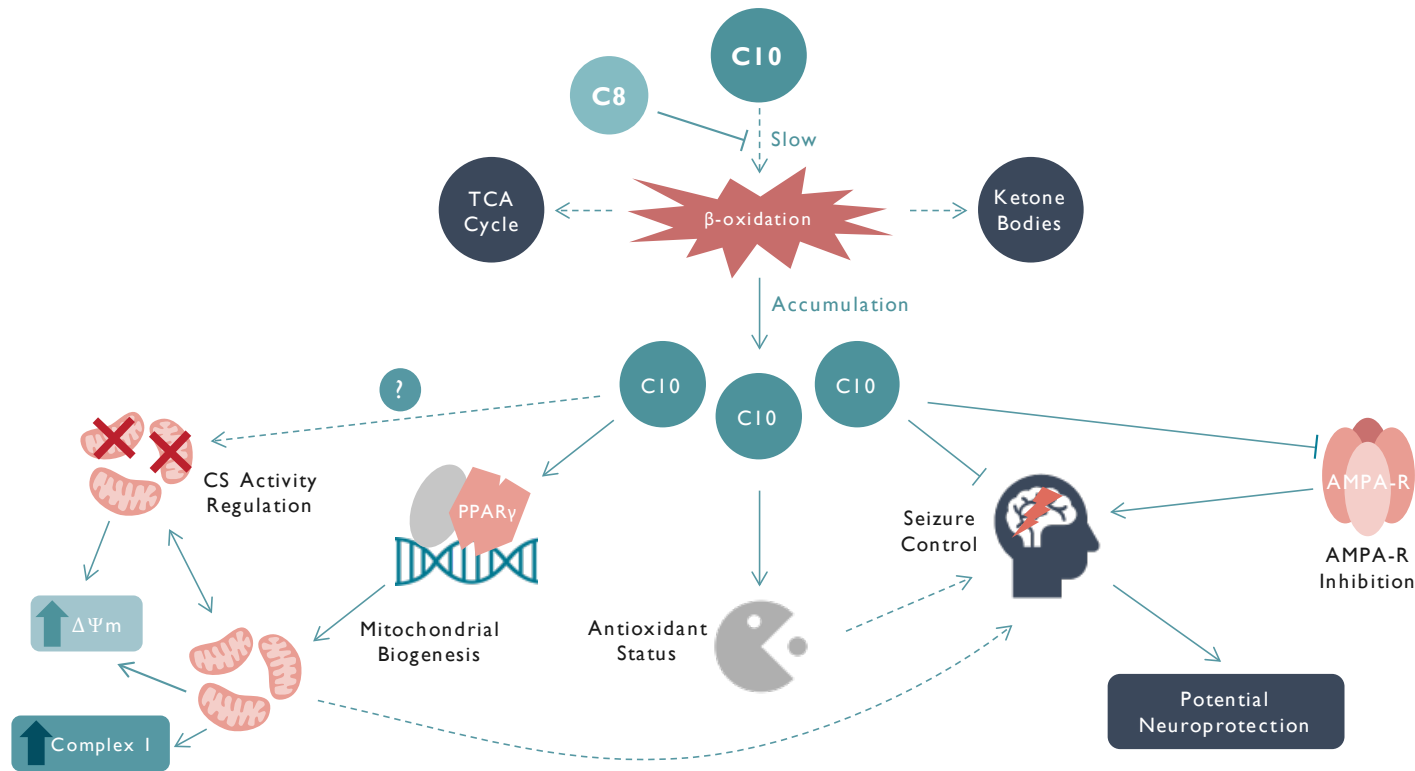 C10
C8
Slow
TCA
Cycle
β-oxidation
Ketone
Bodies
Accumulation
C10
C10
C10
?
CS Activity
Regulation
PPARγ
Seizure
Control
AMPA-R
AMPA-R
Inhibition
ΔΨm
Mitochondrial
Biogenesis
Antioxidant
Status
Potential
Neuroprotection
Complex I